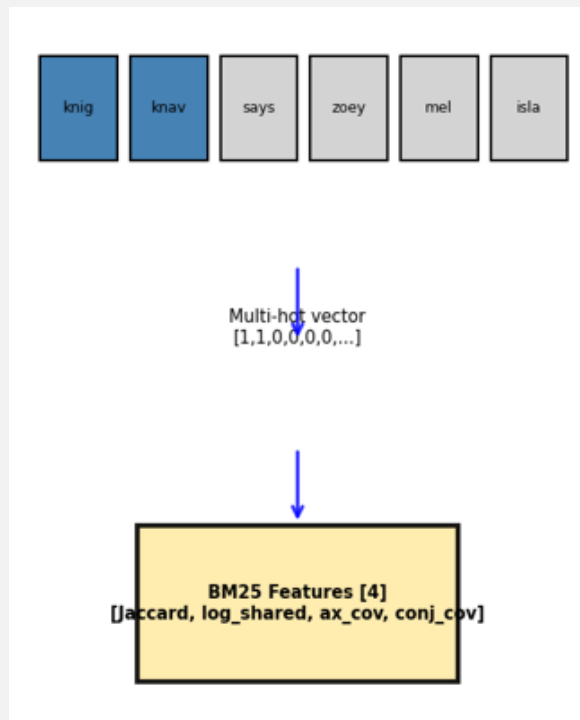 knig knav says zoey mel isla
Multi-hot vector
[1,1,0,0,0,0,...]
BM25 Features [4]
[Jaccard, log_shared, ax_cov, conj_cov]